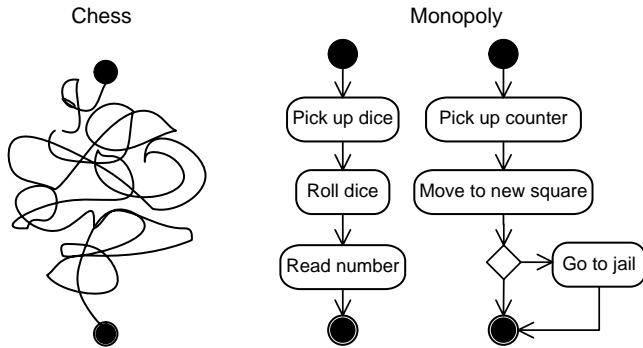 Chess
Monopoly
Pick up dice
Roll dice
Read number
Pick up counter
Move to new square
Go to jail